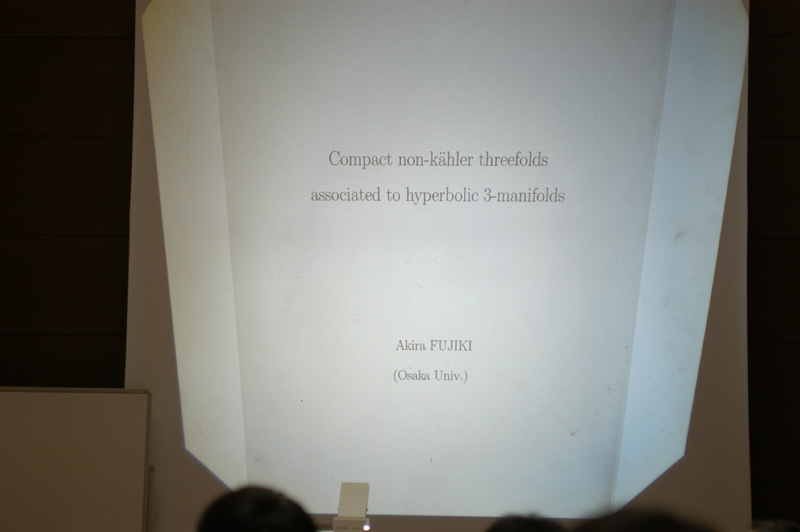 Compact non-kähler threefolds
associated to hyperbolic 3-manifolds
Akira FUJIKI
(Osaka Univ.)